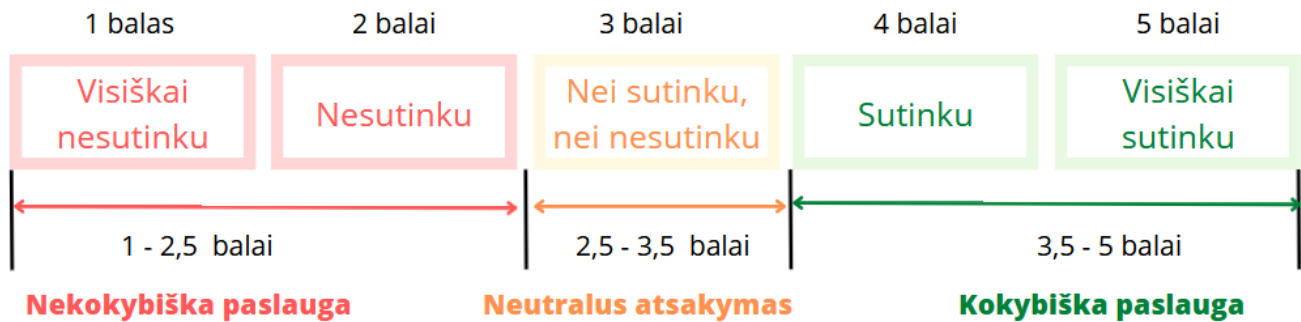 1 balas
2 balai
3 balai
4 balai
5 balai
Visiškai
nesutinku
Nesutinku
Nei sutinku,
nei nesutinku
Sutinku
Visiškai
sutinku
1 - 2,5 balai
2,5 - 3,5 balai
3,5 - 5 balai
Nekokybiška paslauga
Neutralus atsakymas
Kokybiška paslauga